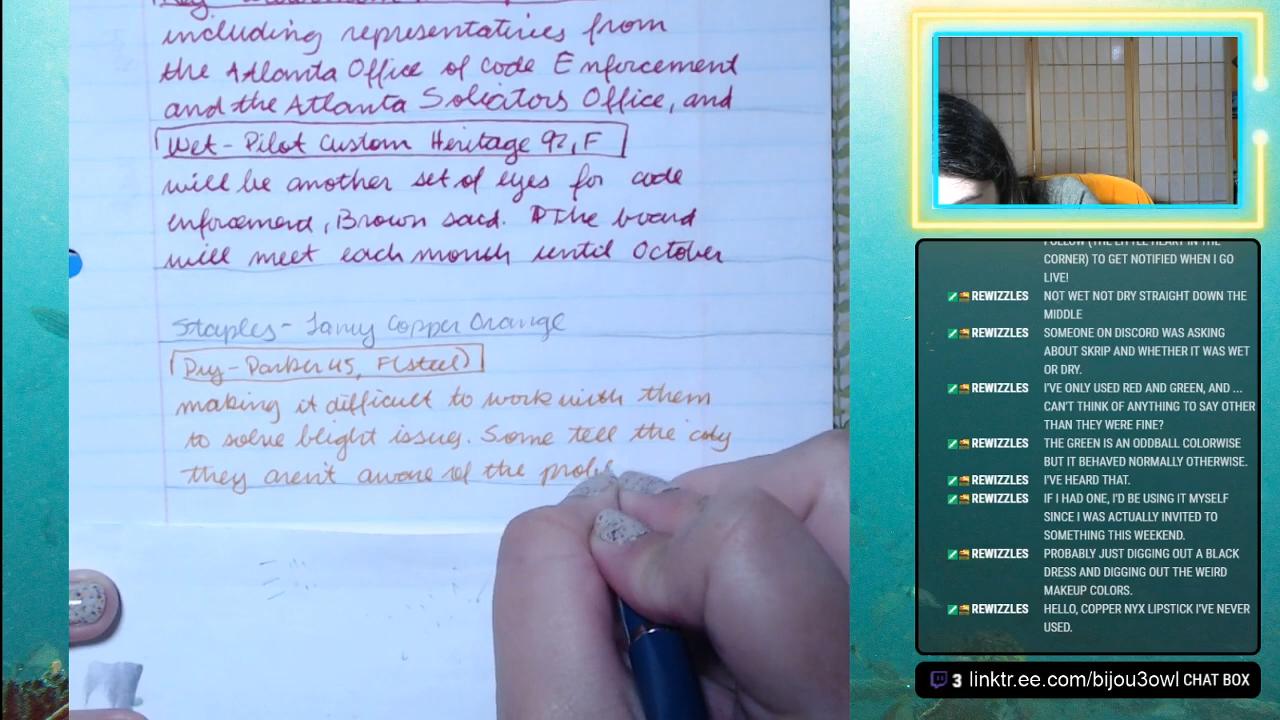 including representatives from
the Atlanta Office of Code Enforcement
and the Atlanta Soliciators Office, and
Wet- Pilot Custom Heritage 92, F
will be another set of eyes for code
enforcement, Brown said. The board
will meet each month until October
Staples- Jamy Copper Orange
Dry- Parker 45, F(steel)
making it difficult to work with them
to solve blight issues. Some tell the city
they aren't aware of the probl
FOLLOW (THE LITTLE HEART IN THE
CORNER) TO GET NOTIFIED WHEN I GO
LIVE!
REWIZZLES NOT WET NOT DRY STRAIGHT DOWN THE
MIDDLE
REWIZZLES SOMEONE ON DISCORD WAS ASKING
ABOUT SKRIP AND WHETHER IT WAS WET
OR DRY.
REWIZZLES I'VE ONLY USED RED AND GREEN, AND ...
CAN'T THINK OF ANYTHING TO SAY OTHER
THAN THEY WERE FINE?
REWIZZLES THE GREEN IS AN ODDBALL COLORWISE
BUT IT BEHAVED NORMALLY OTHERWISE.
REWIZZLES I'VE HEARD THAT.
REWIZZLES IF I HAD ONE, I'D BE USING IT MYSELF
SINCE I WAS ACTUALLY INVITED TO
SOMETHING THIS WEEKEND.
REWIZZLES PROBABLY JUST DIGGING OUT A BLACK
DRESS AND DIGGING OUT THE WEIRD
MAKEUP COLORS.
REWIZZLES HELLO, COPPER NYX LIPSTICK I'VE NEVER
USED.
3 linktr.ee.com/bijou3owl CHAT BOX